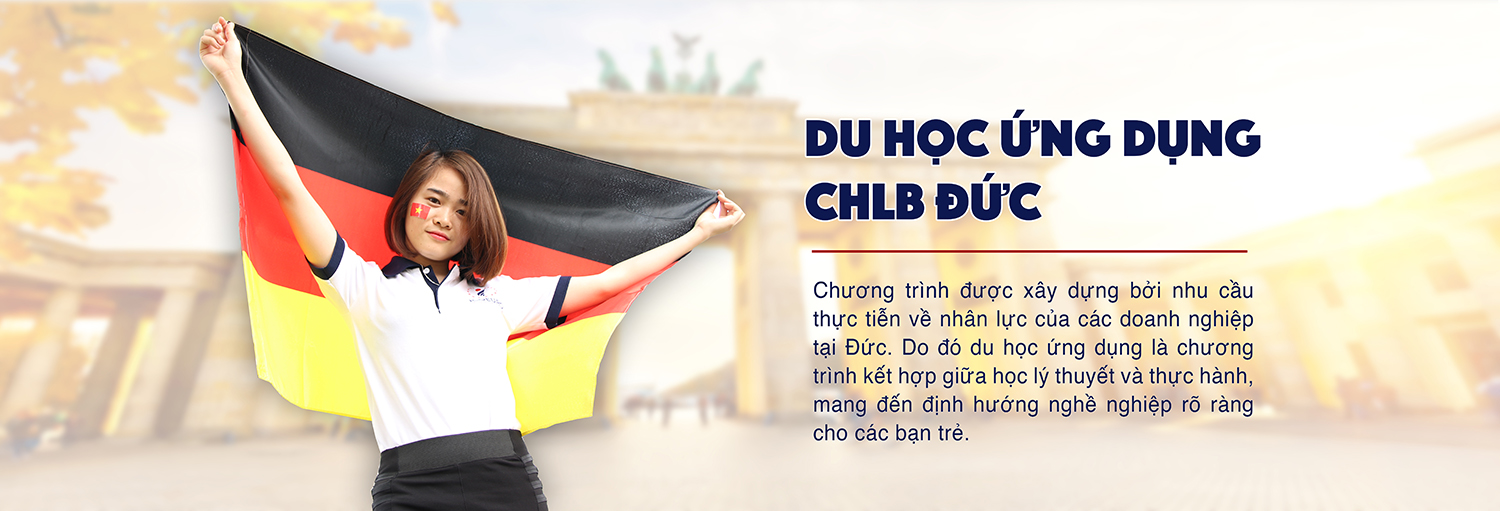 DU HỌC ỨNG DỤNG
CHLB ĐỨC
Chương trình được xây dựng bởi nhu cầu
thực tiễn về nhân lực của các doanh nghiệp
tại Đức. Do đó du học ứng dụng là chương
trình kết hợp giữa học lý thuyết và thực hành,
mang đến định hướng nghề nghiệp rõ ràng
cho các bạn trẻ.